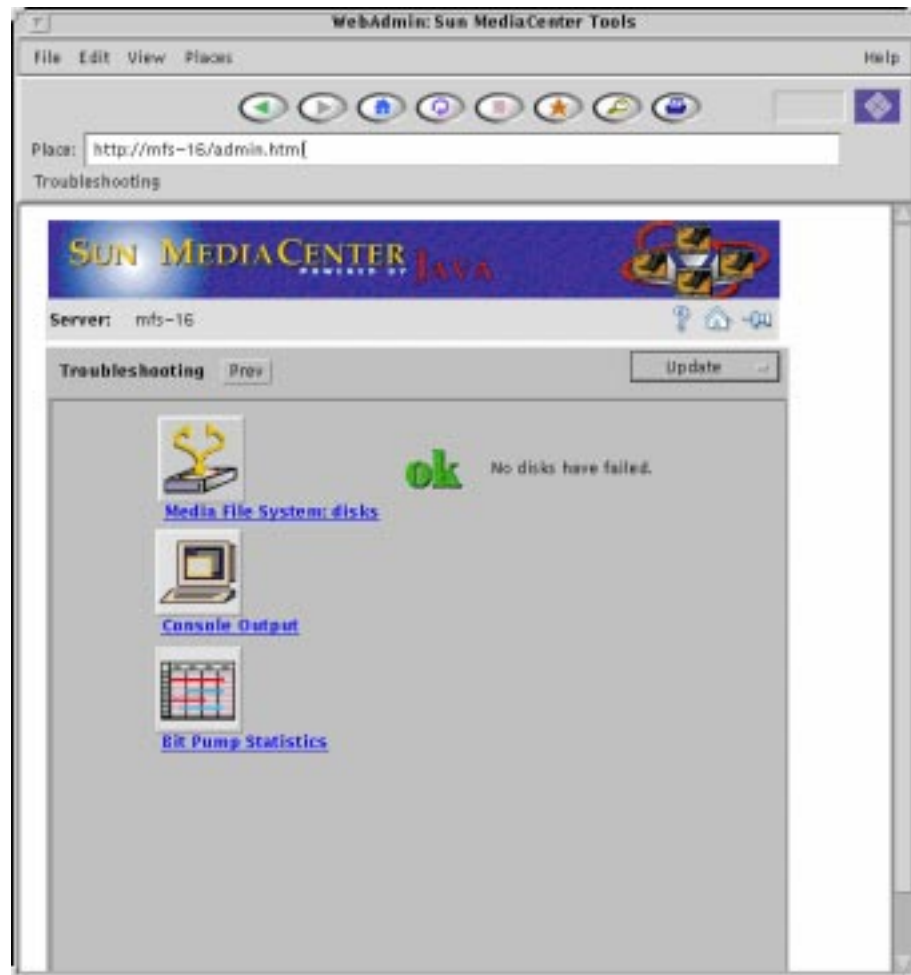 WebAdmin: Sun MediaCenter Tools
File Edit View Places Help
Place: http://mfs-16/admin.html
Troubleshooting
SUN MEDIACENTER
POWERED BY JAVA
Server: mfs-16
Troubleshooting Prev Update
ok No disks have failed.
Media File System: disks
Console Output
Bit Pump Statistics